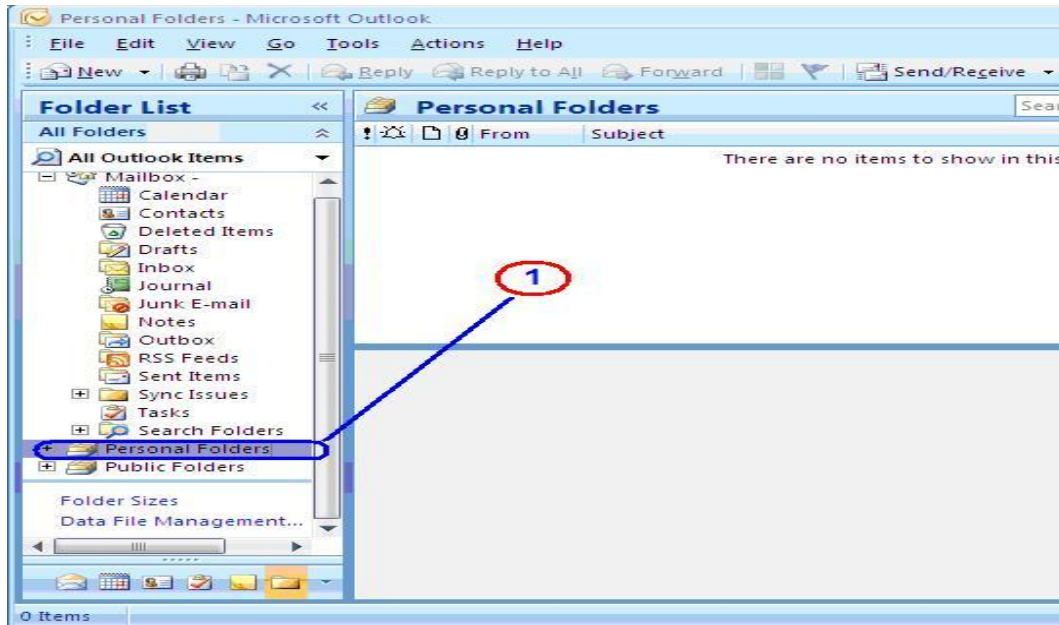 Personal Folders - Microsoft Outlook
File Edit View Go Tools Actions Help
New Reply Reply to All Forward Send/Receive
Folder List « Personal Folders Sear
All Folders ! From Subject
All Outlook Items There are no items to show in this
Mailbox -
Calendar
Contacts
Deleted Items
Drafts
Inbox
1
Journal
Junk E-mail
Notes
Outbox
RSS Feeds
Sent Items
Sync Issues
Tasks
Search Folders
Personal Folders
Public Folders
Folder Sizes
Data File Management...
0 Items